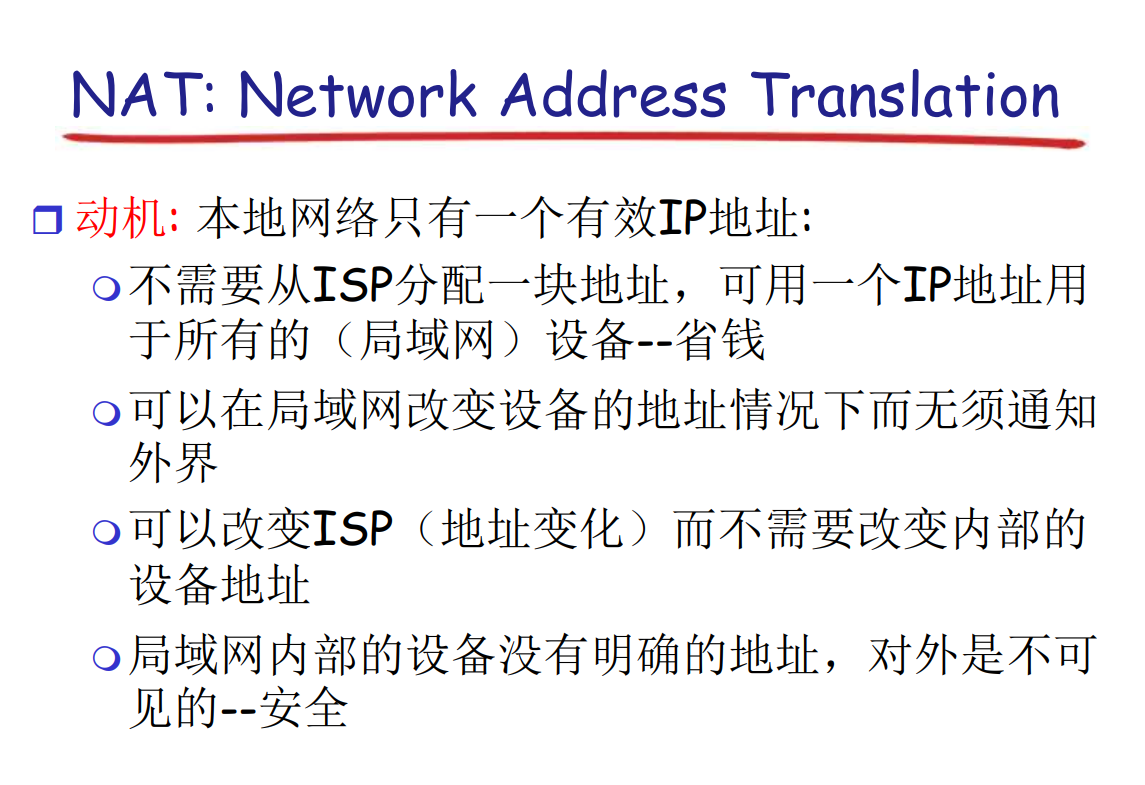 NAT: Network Address Translation
动机: 本地网络只有一个有效IP地址:
不需要从ISP分配一块地址，可用一个IP地址用
于所有的（局域网）设备--省钱
可以在局域网改变设备的地址情况下而无须通知
外界
可以改变ISP（地址变化）而不需要改变内部的
设备地址
局域网内部的设备没有明确的地址，对外是不可
见的--安全